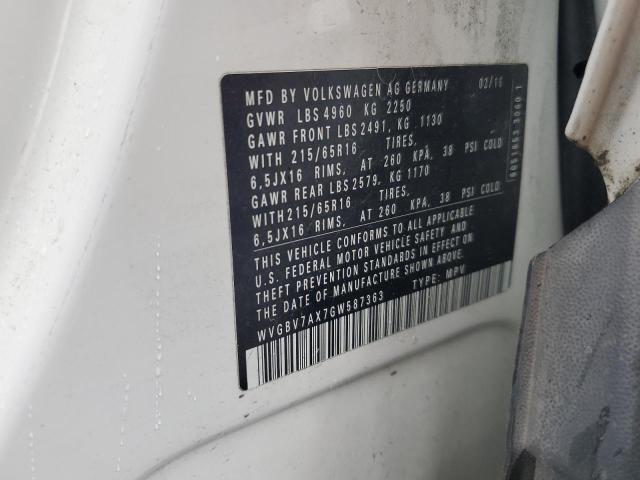 MFD BY VOLKSWAGEN AG GERMANY 02/16
GVWR LBS 4960 KG 2250
GAWR FRONT LBS 2491, KG 1130
WITH 215/65R16 TIRES,
6,5JX16 RIMS, AT 260 KPA, 38 PSI COLD
GAWR REAR LBS 2579, KG 1170
WITH 215/65R16 TIRES,
6,5JX16 RIMS, AT 260 KPA, 38 PSI COLD
THIS VEHICLE CONFORMS TO ALL APPLICABLE
U.S. FEDERAL MOTOR VEHICLE SAFETY AND
THEFT PREVENTION STANDARDS IN EFFECT ON
THE DATE OF MANUFACTURE SHOWN ABOVE
WVGBV7AX7GW587363 TYPE: MPV